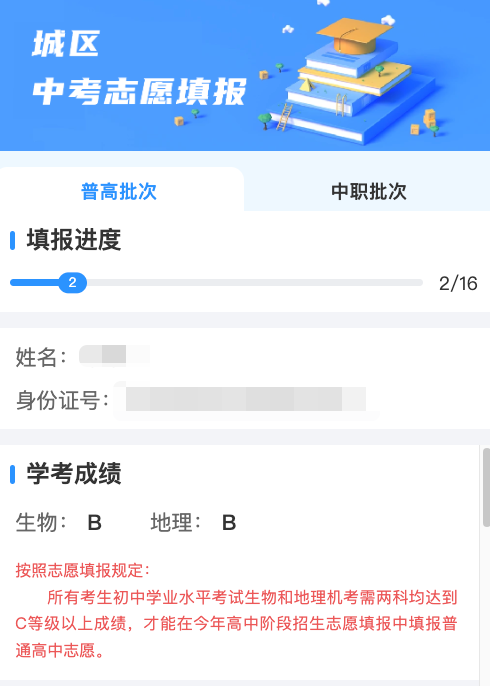 城区
中考志愿填报
普高批次 中职批次
填报进度
2 2/16
姓名：
身份证号：
学考成绩
生物： B 地理： B
按照志愿填报规定：
所有考生初中学业水平考试生物和地理机考需两科均达到
C等级以上成绩，才能在今年高中阶段招生志愿填报中填报普
通高中志愿。